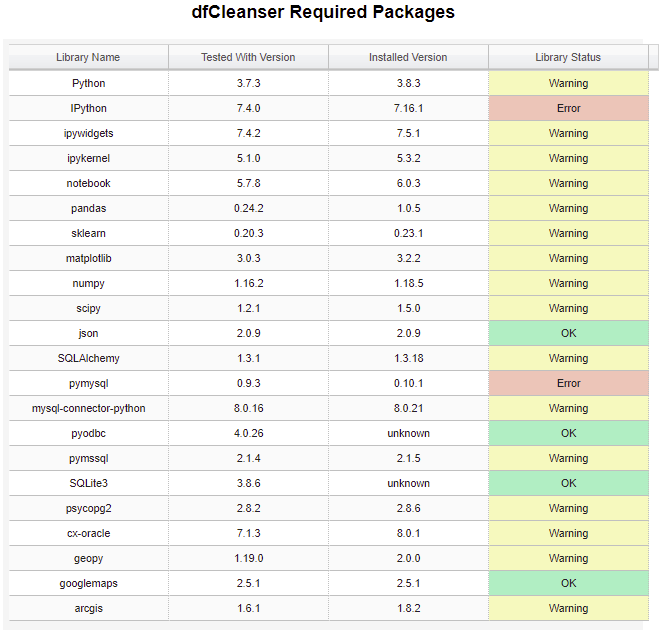 dfCleanser Required Packages
Library Name Tested With Version Installed Version Library Status
Python 3.7.3 3.8.3 Warning
IPython 7.4.0 7.16.1 Error
ipywidgets 7.4.2 7.5.1 Warning
ipykernel 5.1.0 5.3.2 Warning
notebook 5.7.8 6.0.3 Warning
pandas 0.24.2 1.0.5 Warning
sklearn 0.20.3 0.23.1 Warning
matplotlib 3.0.3 3.2.2 Warning
numpy 1.16.2 1.18.5 Warning
scipy 1.2.1 1.5.0 Warning
json 2.0.9 2.0.9 OK
SQLAlchemy 1.3.1 1.3.18 Warning
pymysql 0.9.3 0.10.1 Error
mysql-connector-python 8.0.16 8.0.21 Warning
pyodbc 4.0.26 unknown OK
pymssql 2.1.4 2.1.5 Warning
SQLite3 3.8.6 unknown OK
psycopg2 2.8.2 2.8.6 Warning
cx-oracle 7.1.3 8.0.1 Warning
geopy 1.19.0 2.0.0 Warning
googlemaps 2.5.1 2.5.1 OK
arcgis 1.6.1 1.8.2 Warning